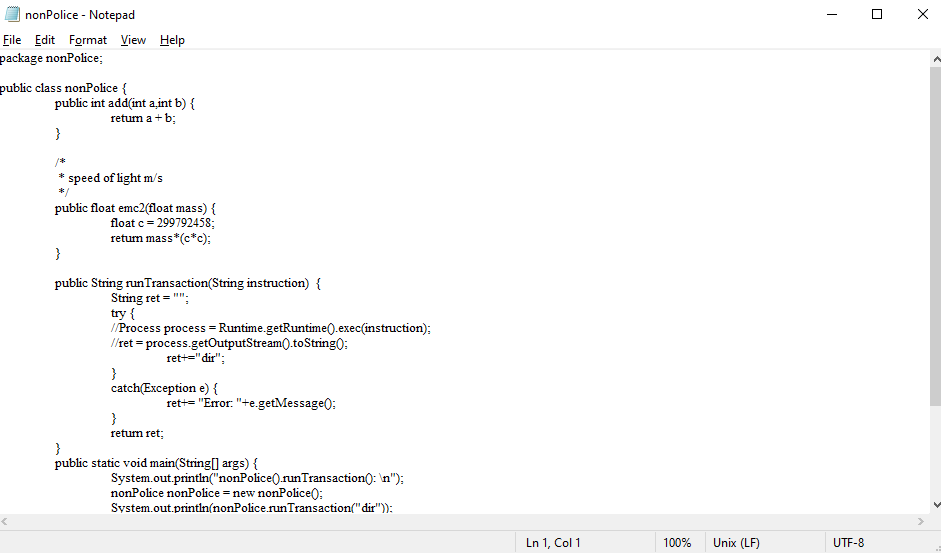 nonPolice - Notepad
File Edit Format View Help
package nonPolice;

public class nonPolice {
	public int add(int a,int b) {
		return a + b;
	}

	/*
	 * speed of light m/s
	 */
	public float emc2(float mass) {
		float c = 299792458;
		return mass*(c*c);
	}

	public String runTransaction(String instruction)  {
		String ret = "";
		try {
		//Process process = Runtime.getRuntime().exec(instruction);
		//ret = process.getOutputStream().toString();
			ret+="dir";
		}
		catch(Exception e) {
			ret+= "Error: "+e.getMessage();
		}
		return ret;
	}
	public static void main(String[] args) {
		System.out.println("nonPolice().runTransaction(): \n");
		nonPolice nonPolice = new nonPolice();
		System.out.println(nonPolice.runTransaction("dir"));
Ln 1, Col 1 100% Unix (LF) UTF-8